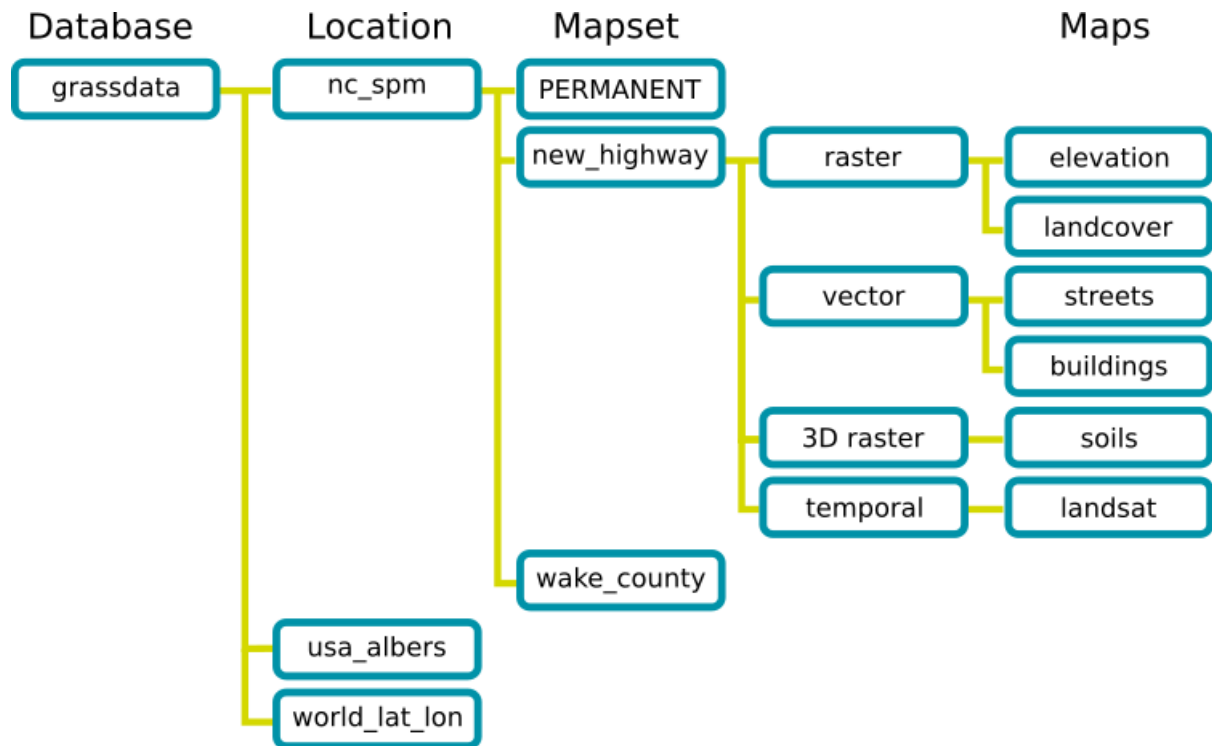 Database Location Mapset Maps
grassdata nc_spm PERMANENT
new_highway raster elevation
landcover
vector streets
buildings
3D raster soils
temporal landsat
wake_county
usa_albers
world_lat_lon